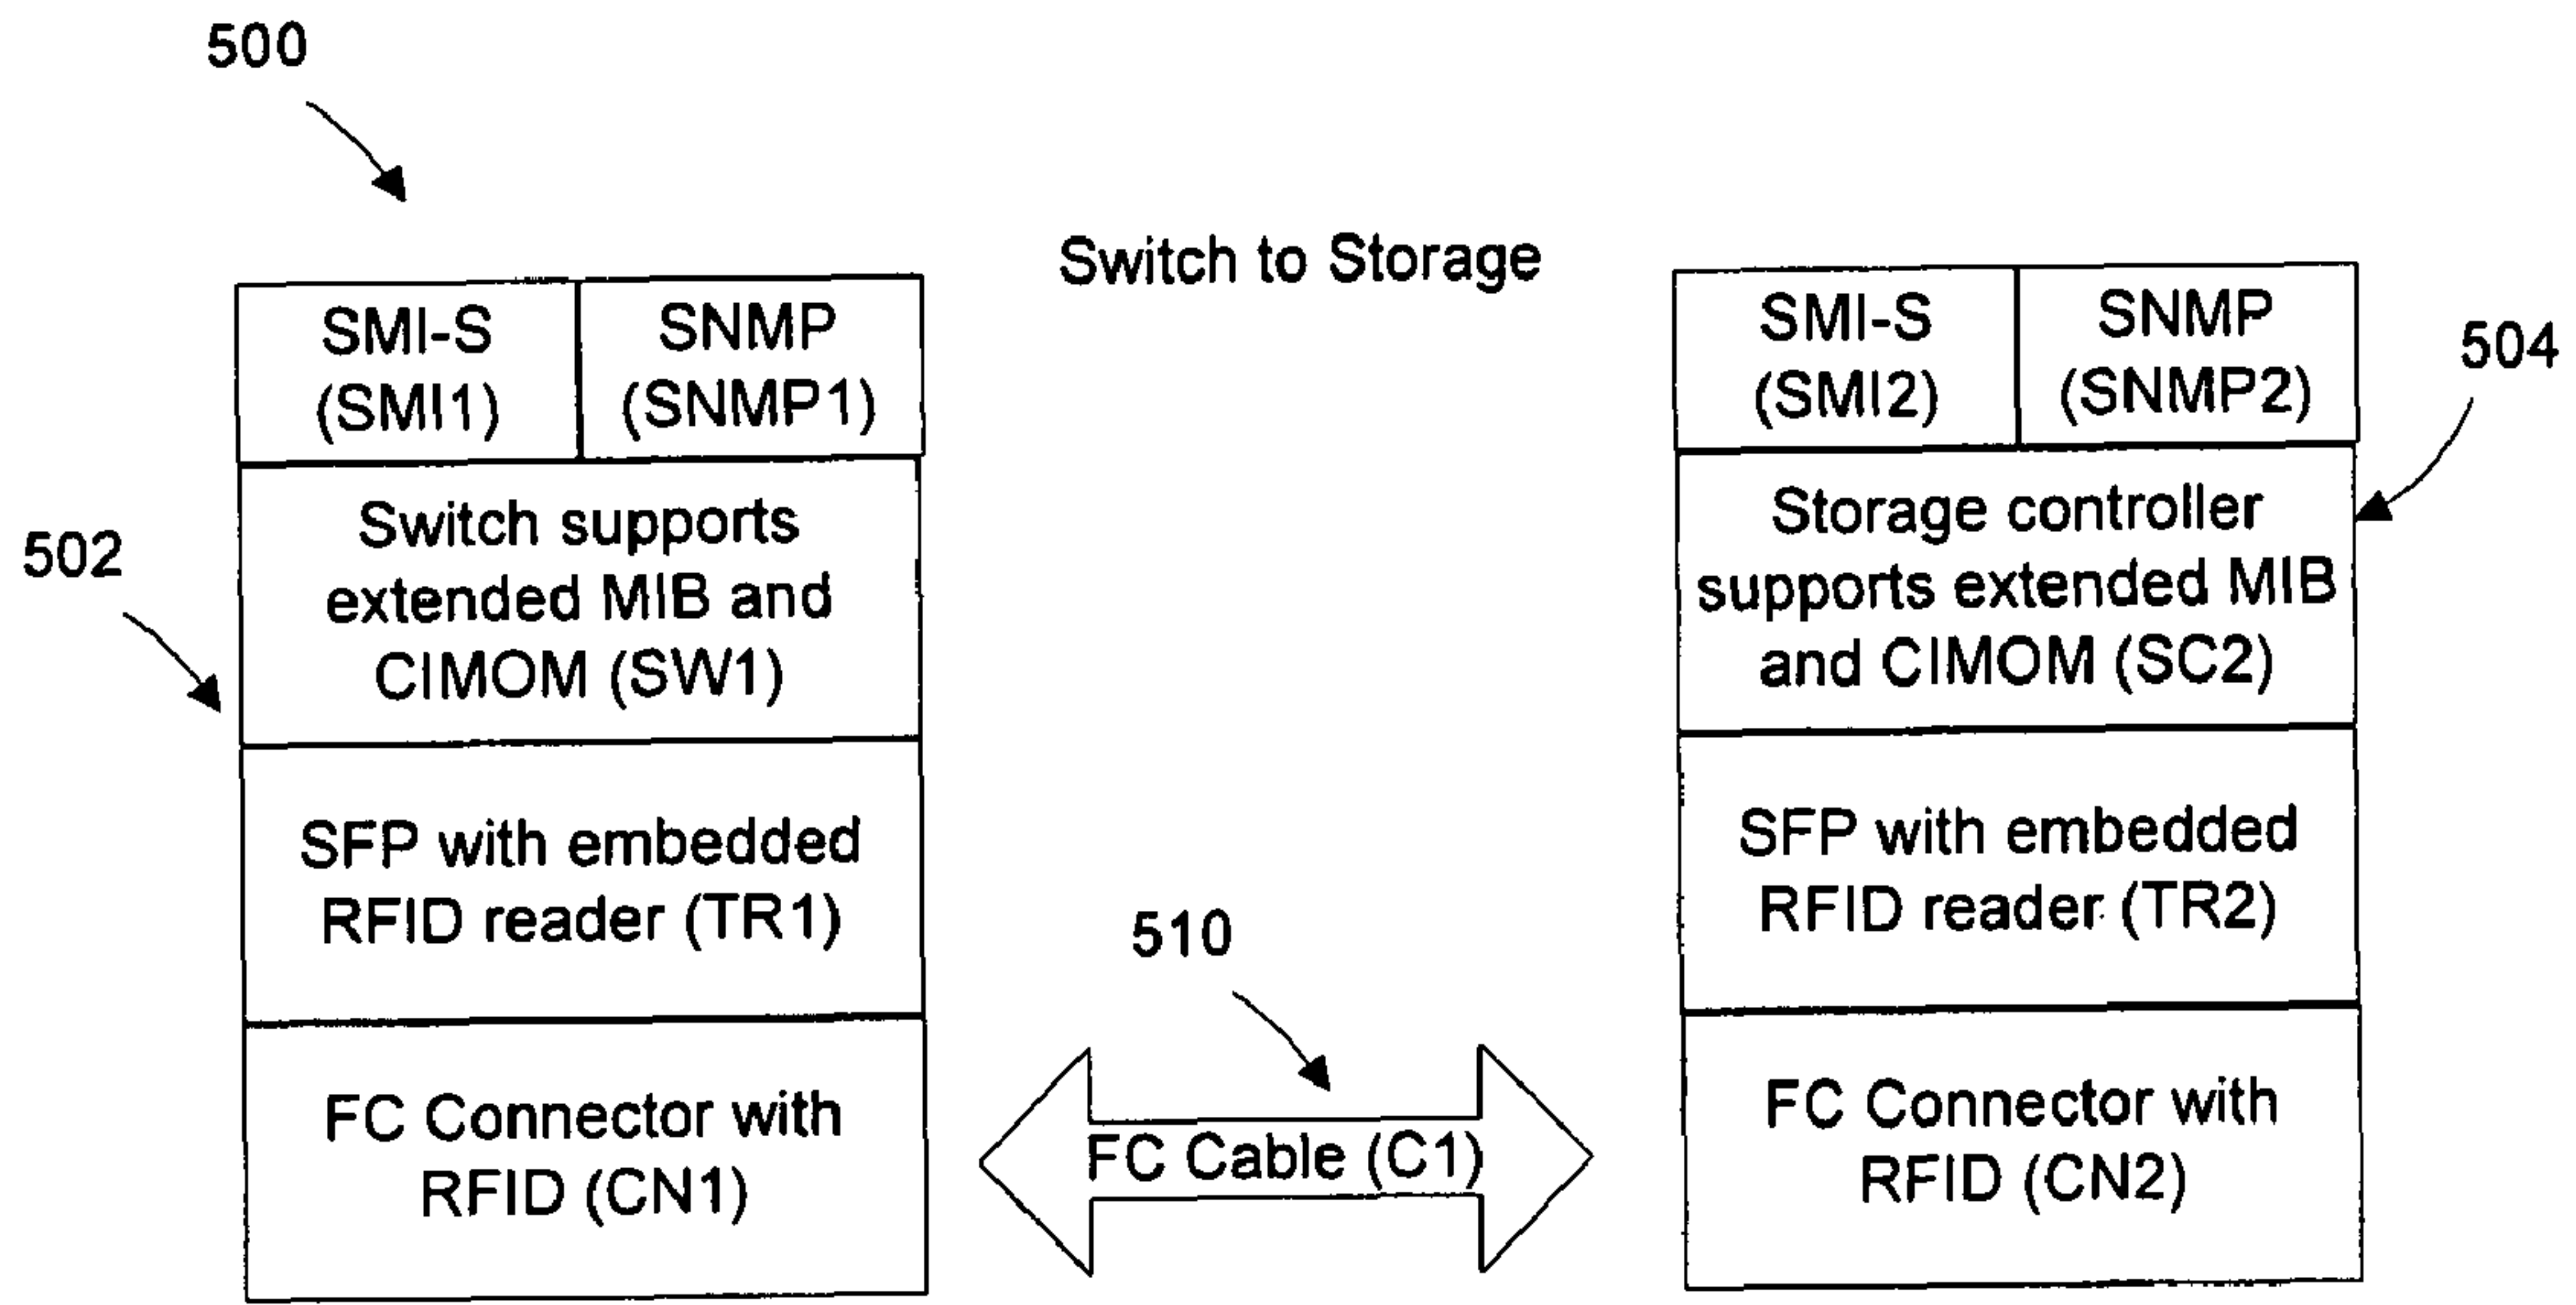 500
Switch to Storage
SMI-S
(SMI1)
SNMP
(SNMP1)
502
Switch supports
extended MIB and
CIMOM (SW1)
SFP with embedded
RFID reader (TR1)
FC Connector with
RFID (CN1)
510
FC Cable (C1)
SMI-S
(SMI2)
SNMP
(SNMP2)
504
Storage controller
supports extended MIB
and CIMOM (SC2)
SFP with embedded
RFID reader (TR2)
FC Connector with
RFID (CN2)